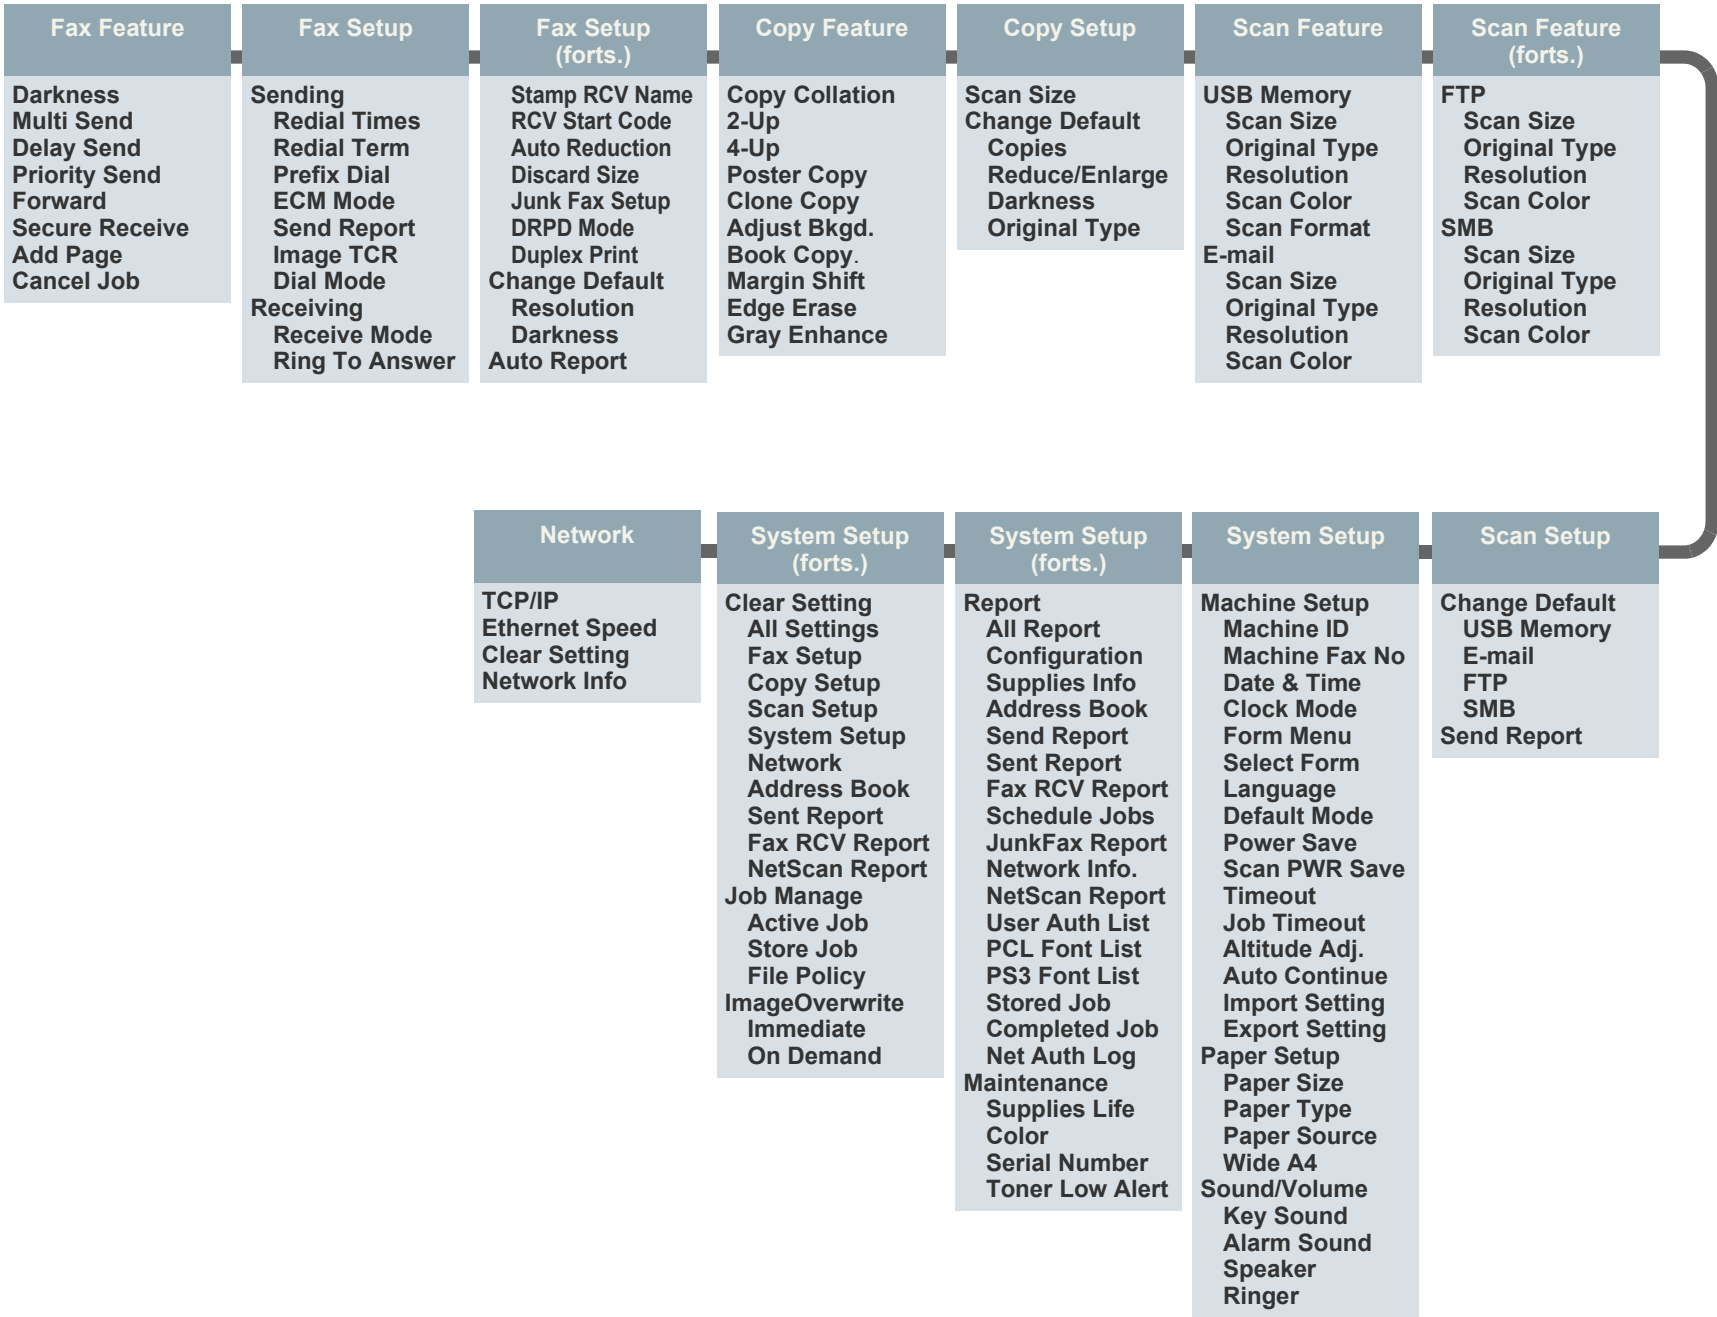 Fax Feature
Darkness
Multi Send
Delay Send
Priority Send
Forward
Secure Receive
Add Page
Cancel Job
Fax Setup
Sending
Redial Times
Redial Term
Prefix Dial
ECM Mode
Send Report
Image TCR
Dial Mode
Receiving
Receive Mode
Ring To Answer
Fax Setup
(forts.)
Stamp RCV Name
RCV Start Code
Auto Reduction
Discard Size
Junk Fax Setup
DRPD Mode
Duplex Print
Change Default
Resolution
Darkness
Auto Report
Copy Feature
Copy Collation
2-Up
4-Up
Poster Copy
Clone Copy
Adjust Bkgd.
Book Copy.
Margin Shift
Edge Erase
Gray Enhance
Copy Setup
Scan Size
Change Default
Copies
Reduce/Enlarge
Darkness
Original Type
Scan Feature
USB Memory
Scan Size
Original Type
Resolution
Scan Color
Scan Format
E-mail
Scan Size
Original Type
Resolution
Scan Color
Scan Feature
(forts.)
FTP
Scan Size
Original Type
Resolution
Scan Color
SMB
Scan Size
Original Type
Resolution
Scan Color
Network
TCP/IP
Ethernet Speed
Clear Setting
Network Info
System Setup
(forts.)
Clear Setting
All Settings
Fax Setup
Copy Setup
Scan Setup
System Setup
Network
Address Book
Sent Report
Fax RCV Report
NetScan Report
Job Manage
Active Job
Store Job
File Policy
ImageOverwrite
Immediate
On Demand
System Setup
(forts.)
Report
All Report
Configuration
Supplies Info
Address Book
Send Report
Sent Report
Fax RCV Report
Schedule Jobs
JunkFax Report
Network Info.
NetScan Report
User Auth List
PCL Font List
PS3 Font List
Stored Job
Completed Job
Net Auth Log
Maintenance
Supplies Life
Color
Serial Number
Toner Low Alert
System Setup
Machine Setup
Machine ID
Machine Fax No
Date & Time
Clock Mode
Form Menu
Select Form
Language
Default Mode
Power Save
Scan PWR Save
Timeout
Job Timeout
Altitude Adj.
Auto Continue
Import Setting
Export Setting
Paper Setup
Paper Size
Paper Type
Paper Source
Wide A4
Sound/Volume
Key Sound
Alarm Sound
Speaker
Ringer
Scan Setup
Change Default
USB Memory
E-mail
FTP
SMB
Send Report